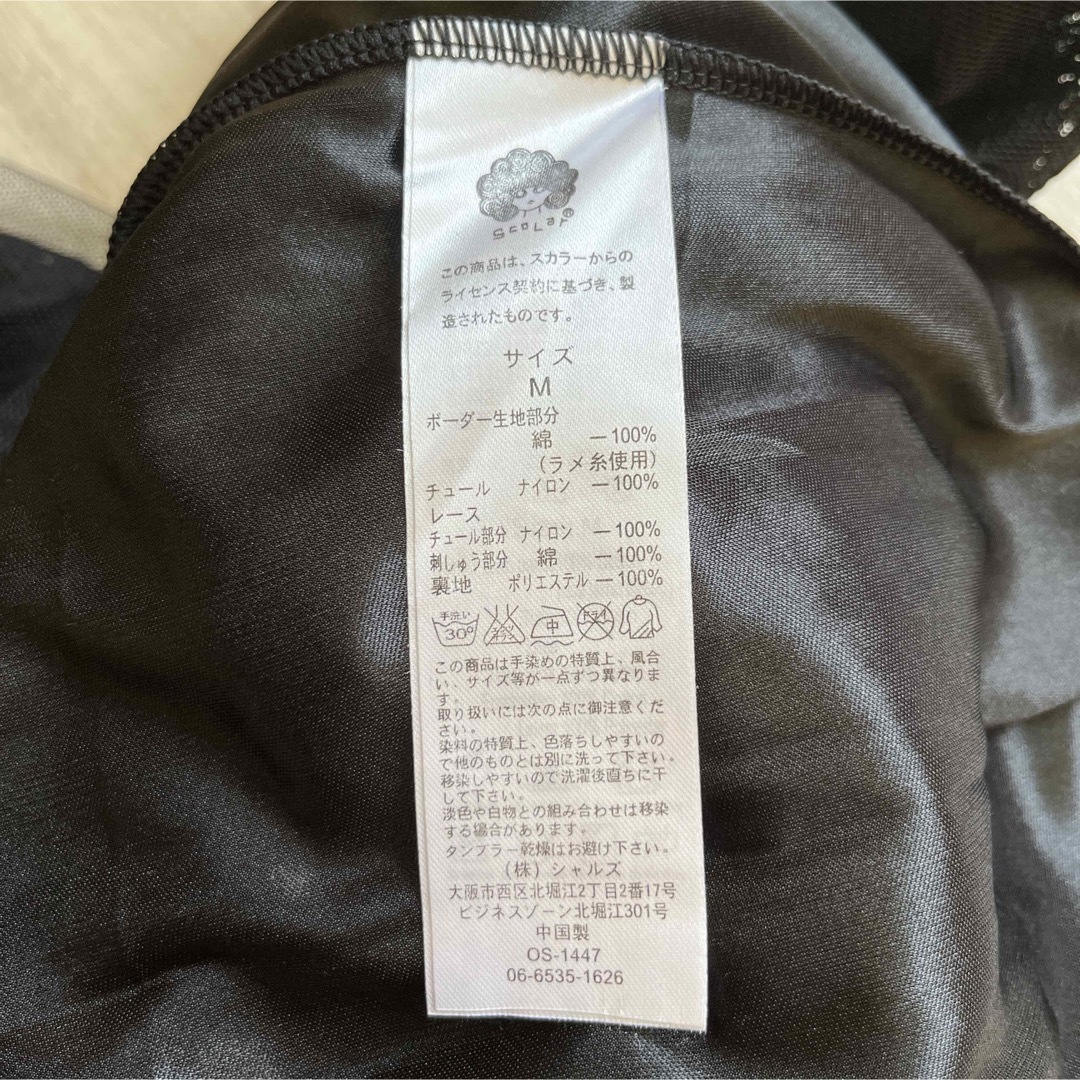 ScoLar®
この商品は、スカラーからの
ライセンス契約に基づき、製
造されたものです。
サイズ
M
ボーダー生地部分
綿 ー100%
(ラメ糸使用)
チュール ナイロン ー100%
レース
チュール部分 ナイロン ー100%
刺しゅう部分 綿 ー100%
裏地 ポリエステル ー100%
手洗い 30° エンソサラシ 中 ドライ
この商品は手染めの特質上、風合
い、サイズ等が一点ずつ異なりま
す。
取り扱いには次の点に御注意くだ
さい。
染料の特質上、色落ちしやすいの
で他のものとは別に洗って下さい。
移染しやすいので洗濯後直ちに干
して下さい。
淡色や白物との組み合わせは移染
する場合があります。
タンブラー乾燥はお避け下さい。
(株)シャルズ
大阪市西区北堀江2丁目2番17号
ビジネスゾーン北堀江301号
中国製
OS-1447
06-6535-1626